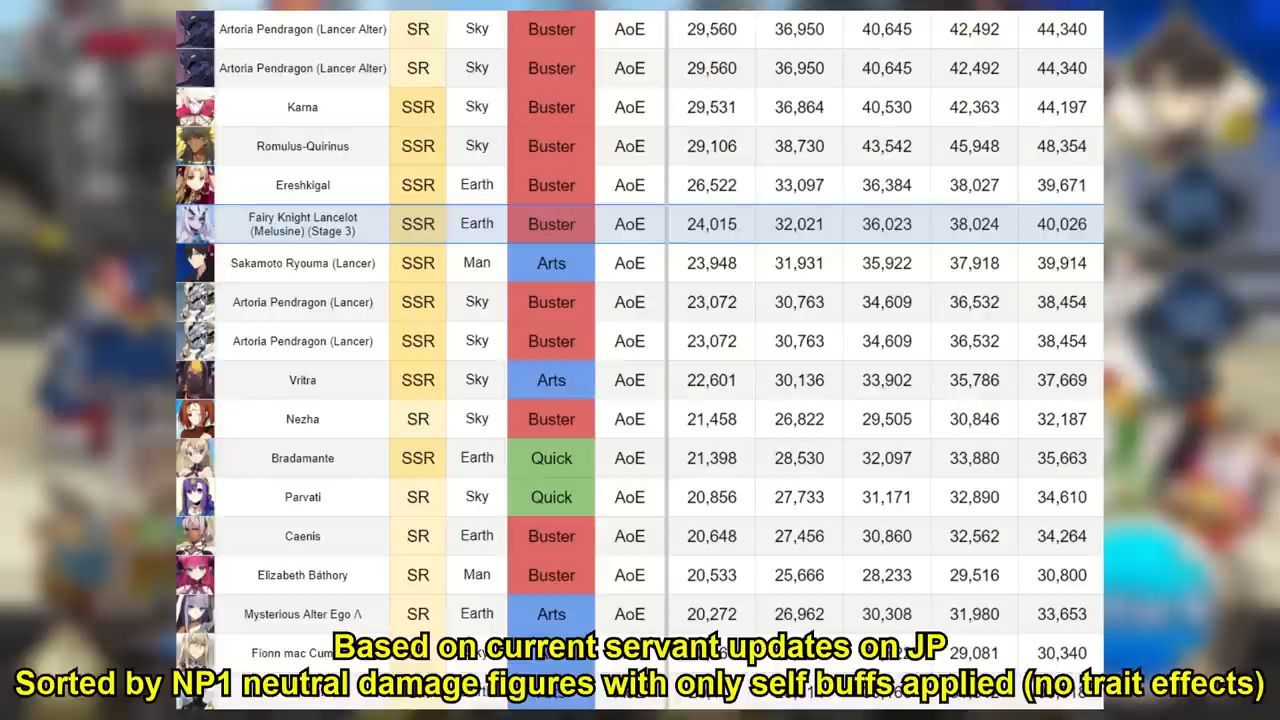 Artoria Pendragon (Lancer Alter) SR Sky Buster AoE 29,560 36,950 40,645 42,492 44,340
Artoria Pendragon (Lancer Alter) SR Sky Buster AoE 29,560 36,950 40,645 42,492 44,340
Karna SSR Sky Buster AoE 29,531 36,864 40,530 42,363 44,197
Romulus-Quirinus SSR Sky Buster AoE 29,106 38,730 43,542 45,948 48,354
Ereshkigal SSR Earth Buster AoE 26,522 33,097 36,384 38,027 39,671
Fairy Knight Lancelot
(Melusine) (Stage 3) SSR Earth Buster AoE 24,015 32,021 36,023 38,024 40,026
Sakamoto Ryouma (Lancer) SSR Man Arts AoE 23,948 31,931 35,922 37,918 39,914
Artoria Pendragon (Lancer) SSR Sky Buster AoE 23,072 30,763 34,609 36,532 38,454
Artoria Pendragon (Lancer) SSR Sky Buster AoE 23,072 30,763 34,609 36,532 38,454
Vritra SSR Sky Arts AoE 22,601 30,136 33,902 35,786 37,669
Nezha SR Sky Buster AoE 21,458 26,822 29,505 30,846 32,187
Bradamante SSR Earth Quick AoE 21,398 28,530 32,097 33,880 35,663
Parvati SR Sky Quick AoE 20,856 27,733 31,171 32,890 34,610
Caenis SR Earth Buster AoE 20,648 27,456 30,860 32,562 34,264
Elizabeth Báthory SR Man Buster AoE 20,533 25,666 28,233 29,516 30,800
Mysterious Alter Ego Λ SR Earth Arts AoE 20,272 26,962 30,308 31,980 33,653
Fionn mac 29,081 30,340
Based on current servant updates on JP
Sorted by NP1 neutral damage figures with only self buffs applied (no trait effects)